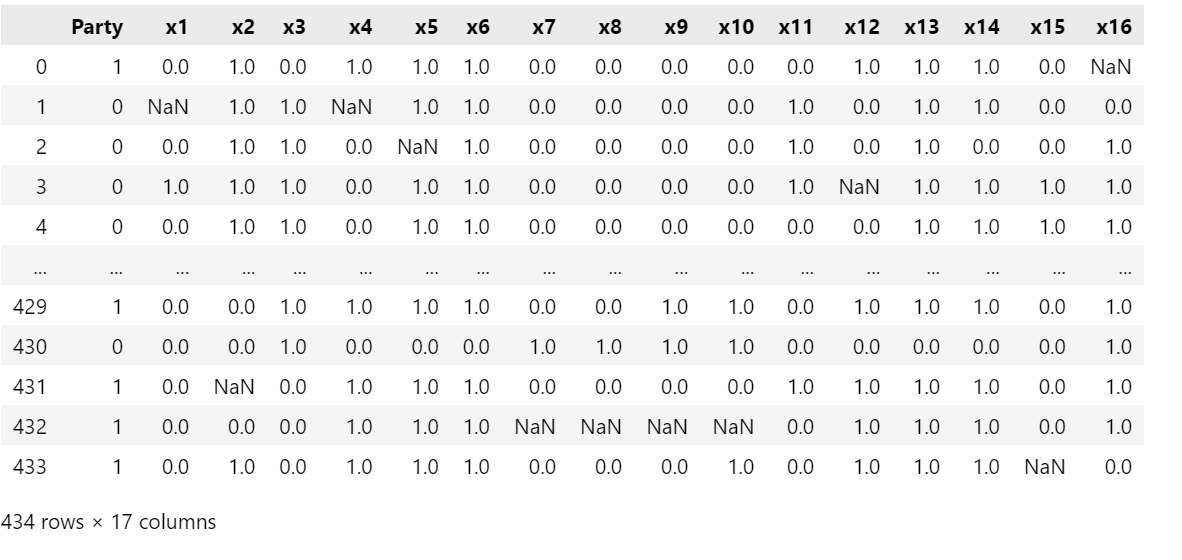 Party x1 x2 x3 x4 x5 x6 x7 x8 x9 x10 x11 x12 x13 x14 x15 x16
0 1 0.0 1.0 0.0 1.0 1.0 1.0 0.0 0.0 0.0 0.0 0.0 1.0 1.0 1.0 0.0 NaN
1 0 NaN 1.0 1.0 NaN 1.0 1.0 0.0 0.0 0.0 0.0 1.0 0.0 1.0 1.0 0.0 0.0
2 0 0.0 1.0 1.0 0.0 NaN 1.0 0.0 0.0 0.0 0.0 1.0 0.0 1.0 0.0 0.0 1.0
3 0 1.0 1.0 1.0 0.0 1.0 1.0 0.0 0.0 0.0 0.0 1.0 NaN 1.0 1.0 1.0 1.0
4 0 0.0 1.0 1.0 0.0 1.0 1.0 0.0 0.0 0.0 0.0 0.0 0.0 1.0 1.0 1.0 1.0
... ... ... ... ... ... ... ... ... ... ... ... ... ... ... ... ... ...
429 1 0.0 0.0 1.0 1.0 1.0 1.0 0.0 0.0 1.0 1.0 0.0 1.0 1.0 1.0 0.0 1.0
430 0 0.0 0.0 1.0 0.0 0.0 0.0 1.0 1.0 1.0 1.0 0.0 0.0 0.0 0.0 0.0 1.0
431 1 0.0 NaN 0.0 1.0 1.0 1.0 0.0 0.0 0.0 0.0 1.0 1.0 1.0 1.0 0.0 1.0
432 1 0.0 0.0 0.0 1.0 1.0 1.0 NaN NaN NaN NaN 0.0 1.0 1.0 1.0 0.0 1.0
433 1 0.0 1.0 0.0 1.0 1.0 1.0 0.0 0.0 0.0 1.0 0.0 1.0 1.0 1.0 NaN 0.0
434 rows × 17 columns